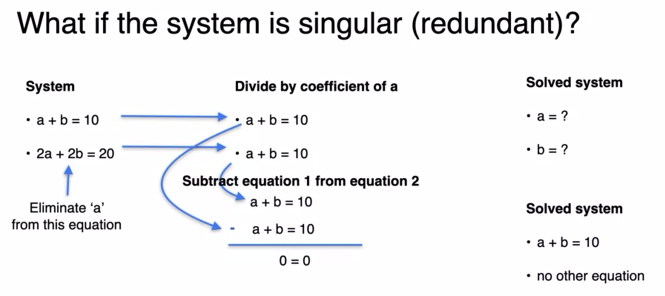 What if the system is singular (redundant)?
System
• a + b = 10
• 2a + 2b = 20
Eliminate ‘a’
from this equation
Divide by coefficient of a
• a + b = 10
• a + b = 10
Subtract equation 1 from equation 2
a + b = 10
- a + b = 10
0 = 0
Solved system
• a = ?
• b = ?
Solved system
• a + b = 10
• no other equation